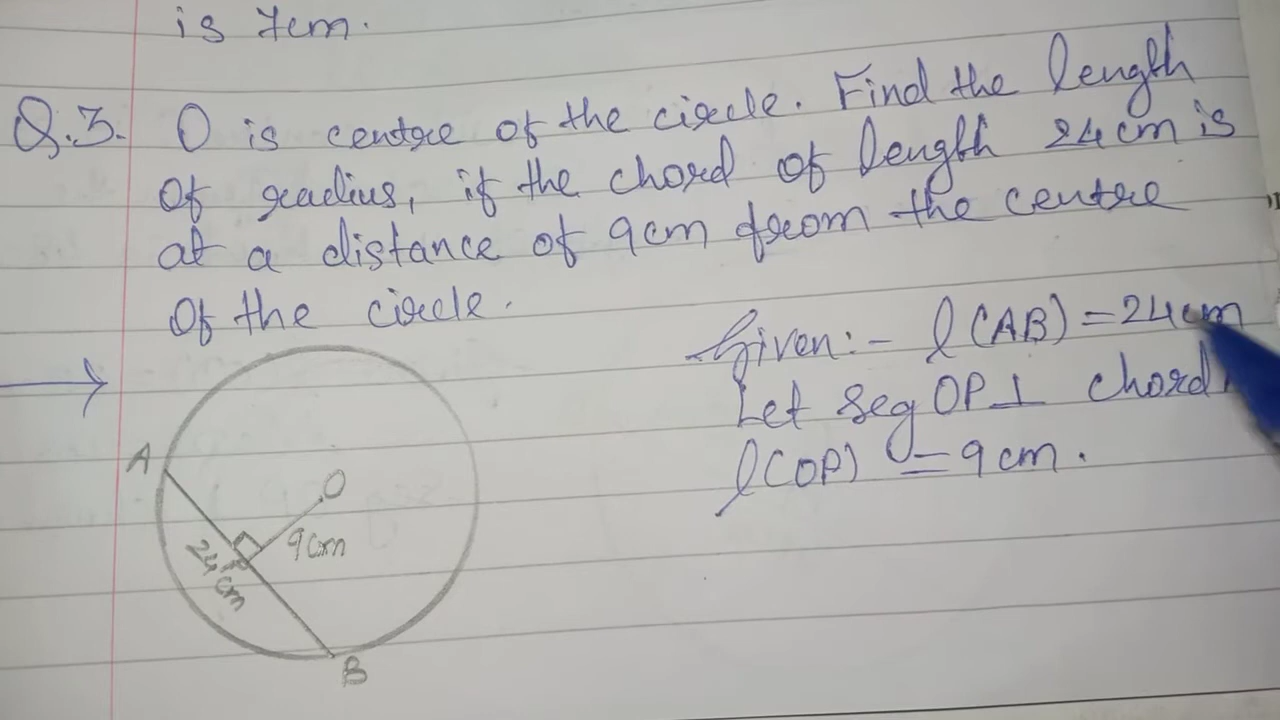 is 7cm.
Q.3. O is centre of the circle. Find the length
of radius, if the chord of length 24cm is
at a distance of 9cm from the centre
of the circle.
Given:- l(AB) = 24cm
Let seg OP ⊥ chord
l(OP) = 9cm.
A
O
9cm
24cm
P
B